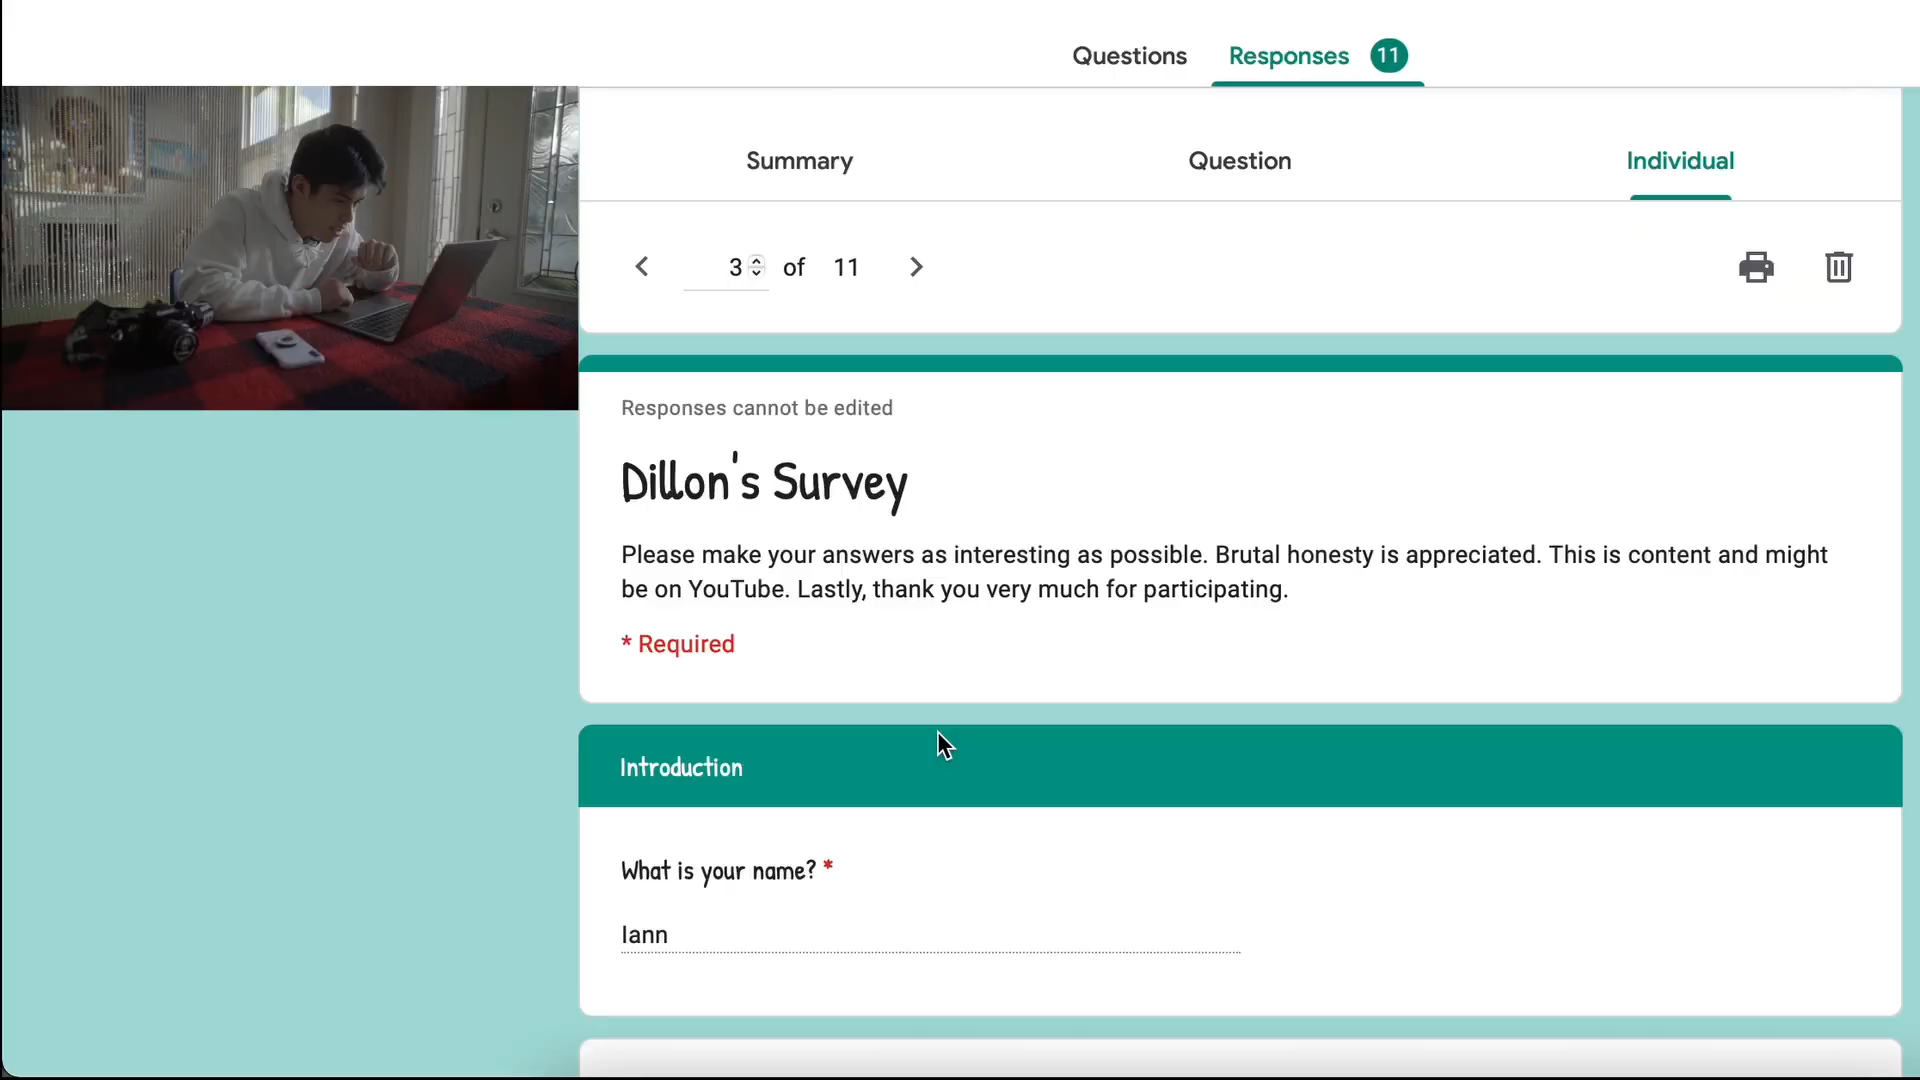 Questions Responses 11
Summary Question Individual
3 of 11
Responses cannot be edited
Dillon's Survey
Please make your answers as interesting as possible. Brutal honesty is appreciated. This is content and might
be on YouTube. Lastly, thank you very much for participating.
* Required
Introduction
What is your name? *
Iann